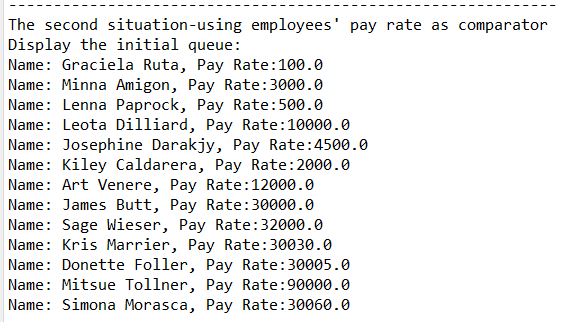 --------------------------------------------------------------
The second situation-using employees' pay rate as comparator
Display the initial queue:
Name: Graciela Ruta, Pay Rate:100.0
Name: Minna Amigon, Pay Rate:3000.0
Name: Lenna Paprock, Pay Rate:500.0
Name: Leota Dilliard, Pay Rate:10000.0
Name: Josephine Darakjy, Pay Rate:4500.0
Name: Kiley Caldarera, Pay Rate:2000.0
Name: Art Venere, Pay Rate:12000.0
Name: James Butt, Pay Rate:30000.0
Name: Sage Wieser, Pay Rate:32000.0
Name: Kris Marrier, Pay Rate:30030.0
Name: Donette Foller, Pay Rate:30005.0
Name: Mitsue Tollner, Pay Rate:90000.0
Name: Simona Morasca, Pay Rate:30060.0